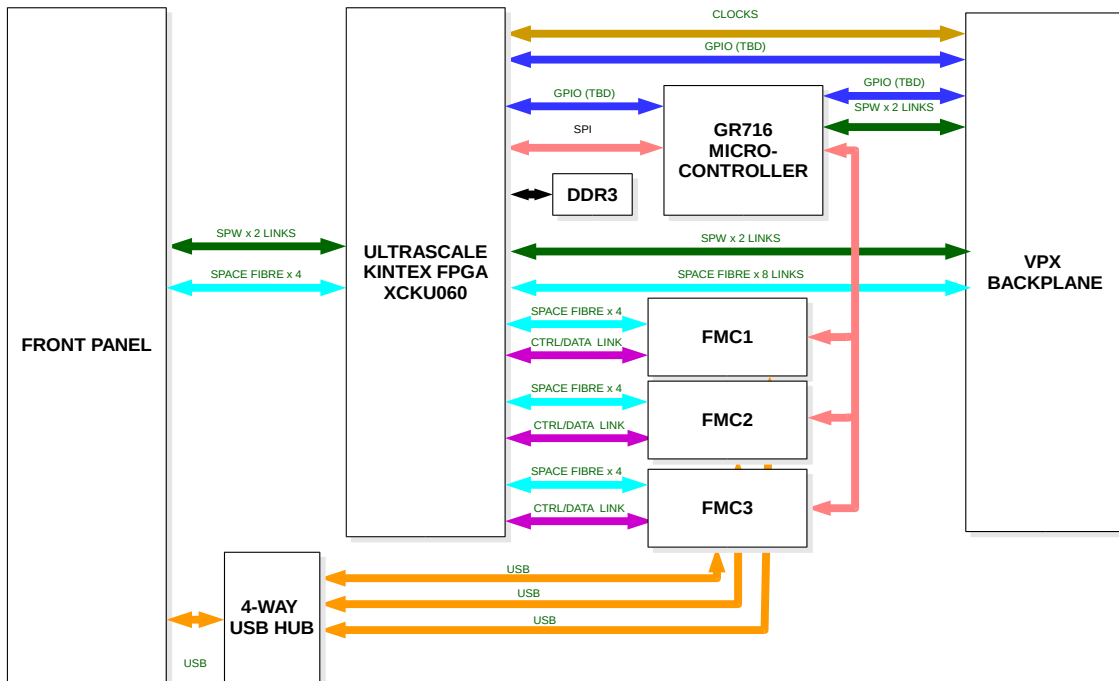 CLOCKS
GPIO (TBD)
GPIO (TBD)
GPIO (TBD)
SPW x 2 LINKS
SPI
GR716
MICRO-
CONTROLLER
DDR3
SPW x 2 LINKS
SPACE FIBRE x 4
ULTRASCALE
KINTEX FPGA
XCKU060
SPW x 2 LINKS
SPACE FIBRE x 8 LINKS
VPX
BACKPLANE
FRONT PANEL
SPACE FIBRE x 4
CTRL/DATA LINK
FMC1
SPACE FIBRE x 4
CTRL/DATA LINK
FMC2
SPACE FIBRE x 4
CTRL/DATA LINK
FMC3
USB
USB
USB
4-WAY
USB HUB
USB